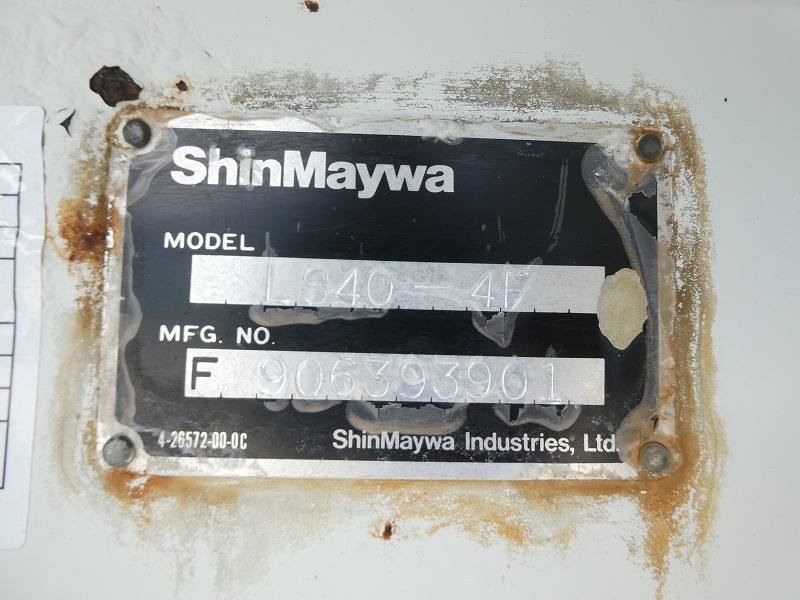 ShinMaywa
MODEL
LS40-4F
MFG. NO.
F 906393901
4-26572-00-0C
ShinMaywa Industries, Ltd.